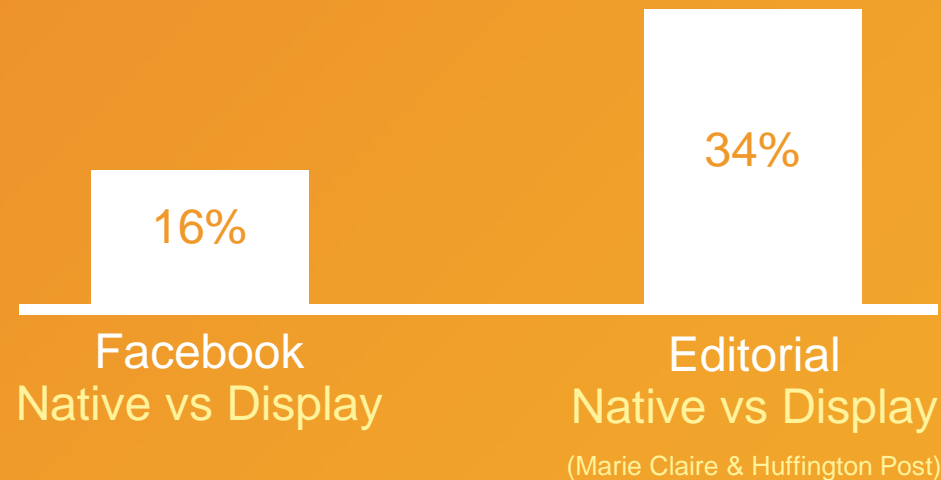 16%
34%
Facebook
Native vs Display
Editorial
Native vs Display
(Marie Claire & Huffington Post)